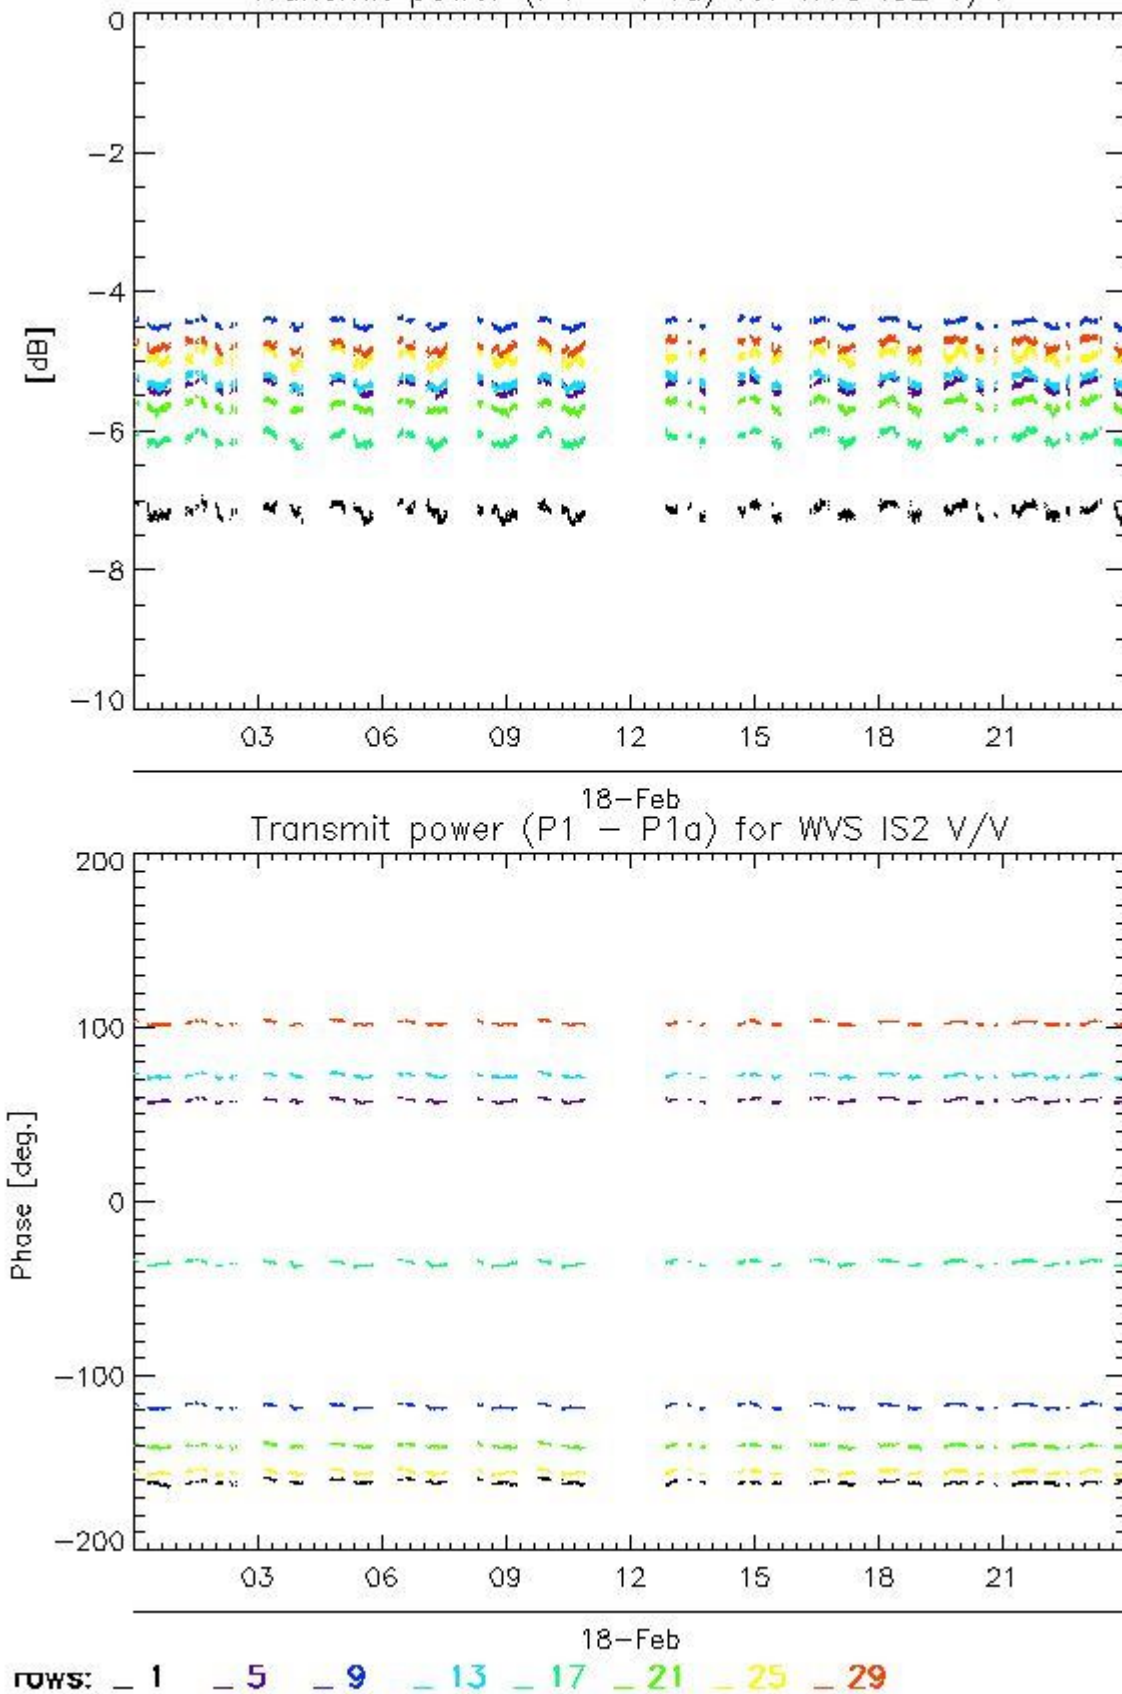 0
−2
−4
[dB]
−6
−8
−10
03 06 09 12 15 18 21
18−Feb
Transmit power (P1 − P1a) for WVS IS2 V/V
200
100
Phase [deg.]
0
−100
−200
03 06 09 12 15 18 21
18−Feb
rows: _ 1 _ 5 _ 9 _ 13 _ 17 _ 21 _ 25 _ 29